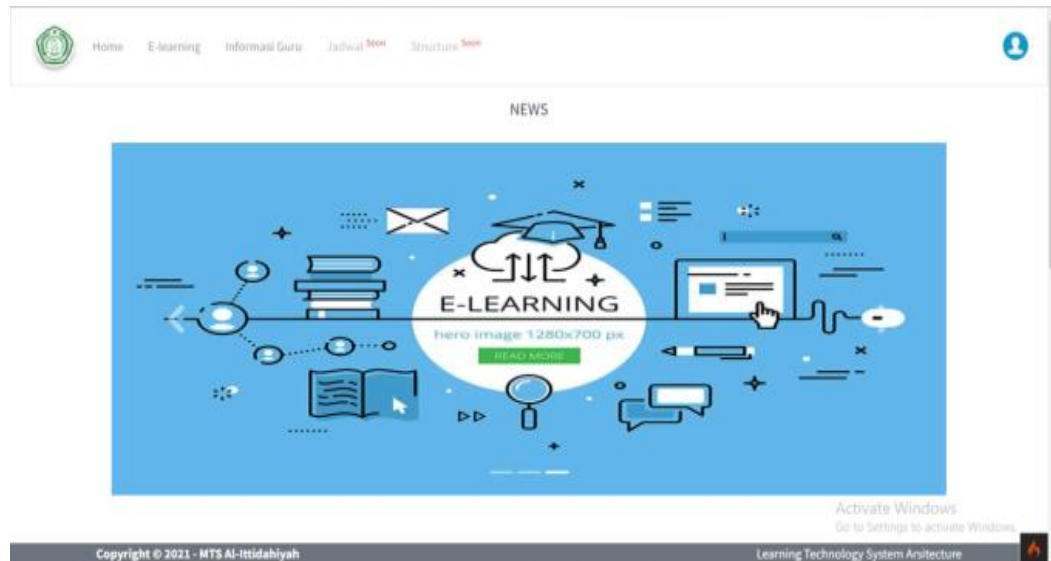 Home E-learning Informasi Guru Jadwal Soon Structure Soon
NEWS
E-LEARNING
hero image 1280x700 px
READ MORE
Activate Windows
Go to Settings to activate Windows.
Copyright © 2021 - MTS Al-Ittidahiyah Learning Technology System Arsitecture